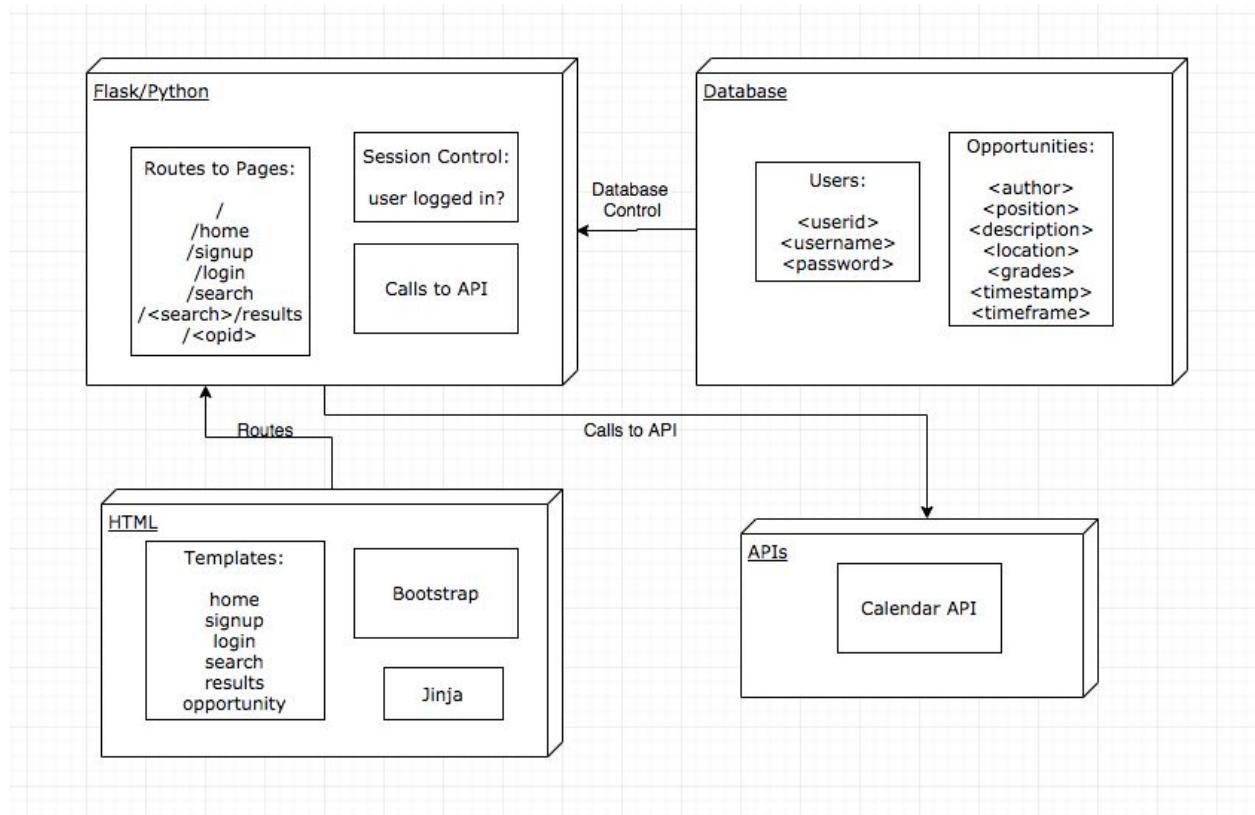 Flask/Python
Routes to Pages:
/
/home
/signup
/login
/search
/<search>/results
/<opid>
Session Control:
user logged in?
Calls to API
Database
Control
Database
Users:
<userid>
<username>
<password>
Opportunities:
<author>
<position>
<description>
<location>
<grades>
<timestamp>
<timeframe>
Routes
Calls to API
HTML
Templates:
home
signup
login
search
results
opportunity
Bootstrap
Jinja
APIs
Calendar API